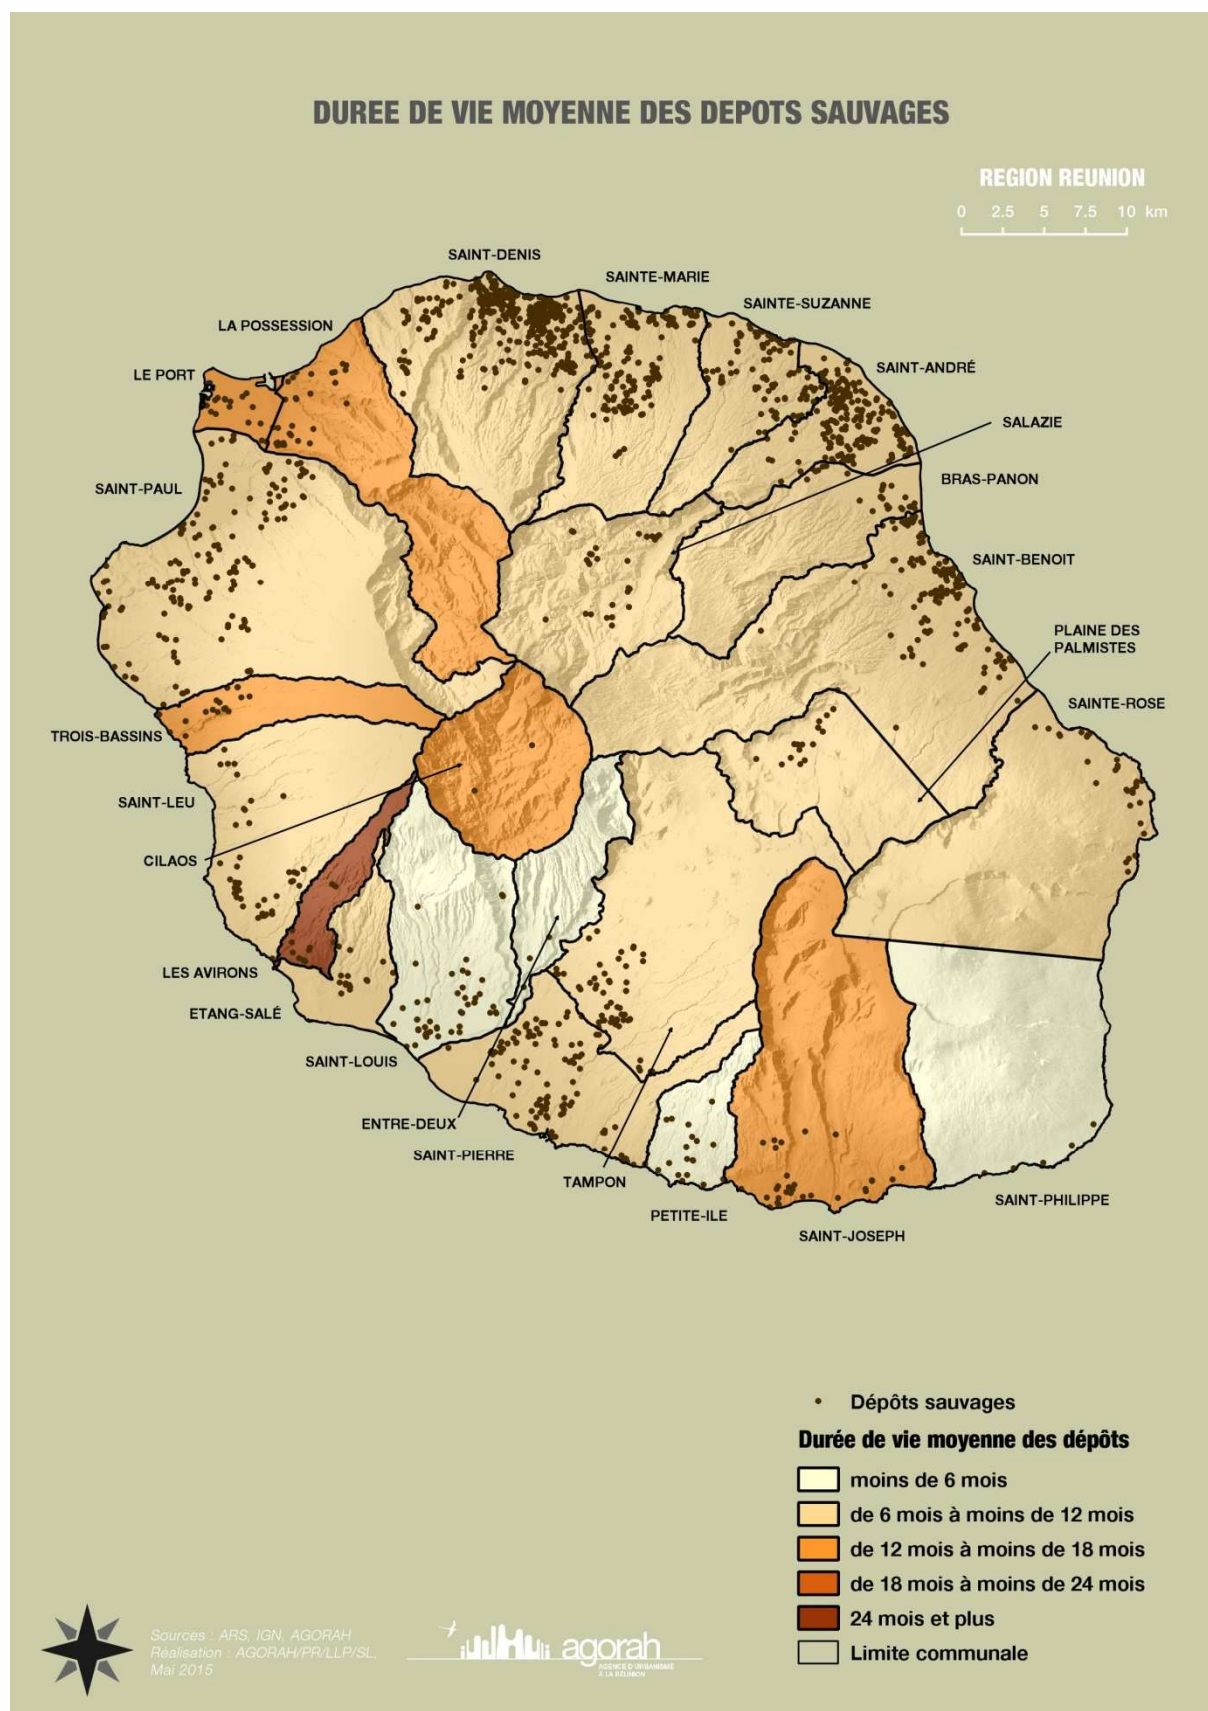 DUREE DE VIE MOYENNE DES DEPOTS SAUVAGES
REGION REUNION
0 2.5 5 7.5 10 km
SAINT-DENIS
SAINTE-MARIE
SAINTE-SUZANNE
LA POSSESSION
SAINT-ANDRÉ
LE PORT
SALAZIE
BRAS-PANON
SAINT-PAUL
SAINT-BENOIT
PLAINE DES
PALMISTES
SAINTE-ROSE
TROIS-BASSINS
SAINT-LEU
CILAOS
LES AVIRONS
ETANG-SALÉ
SAINT-LOUIS
ENTRE-DEUX
SAINT-PIERRE
TAMPON
SAINT-PHILIPPE
PETITE-ILE
SAINT-JOSEPH
Dépôts sauvages
Durée de vie moyenne des dépôts
moins de 6 mois
de 6 mois à moins de 12 mois
de 12 mois à moins de 18 mois
de 18 mois à moins de 24 mois
24 mois et plus
Limite communale
Sources : ARS, IGN, AGORAH
Réalisation : AGORAH/PR/LLP/SL,
Mai 2015
agorah
AGENCE D'URBANISME
À LA RÉUNION